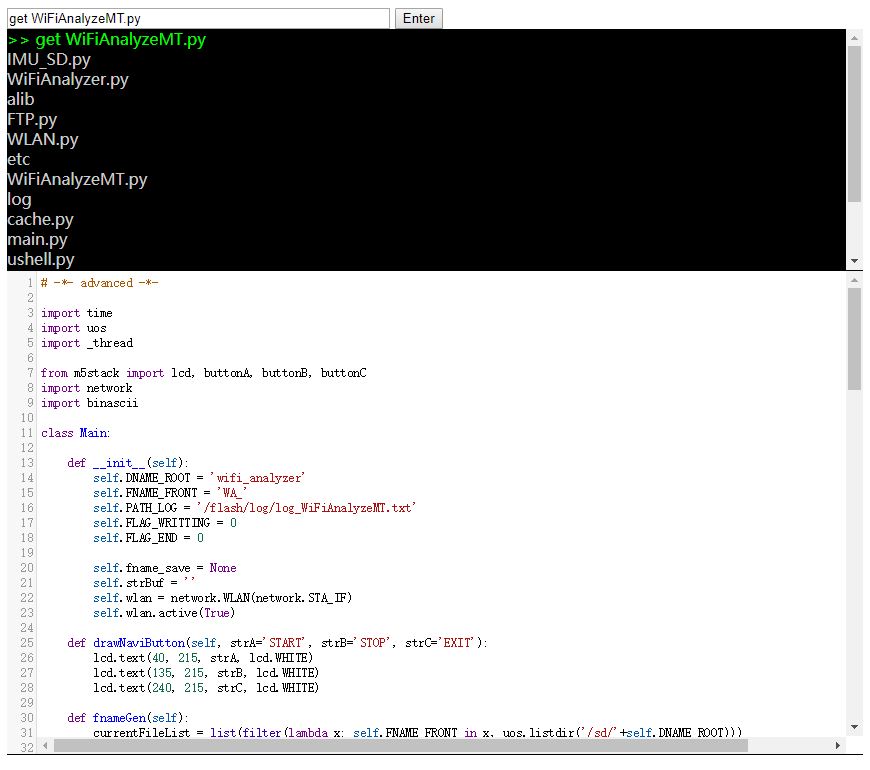 get WiFiAnalyzeMT.py Enter
>> get WiFiAnalyzeMT.py
IMU_SD.py
WiFiAnalyzer.py
alib
FTP.py
WLAN.py
etc
WiFiAnalyzeMT.py
log
cache.py
main.py
ushell.py
1 # -*- advanced -*-
2
3 import time
4 import uos
5 import _thread
6
7 from m5stack import lcd, buttonA, buttonB, buttonC
8 import network
9 import binascii
10
11 class Main:
12
13     def __init__(self):
14         self.DNAME_ROOT = 'wifi_analyzer'
15         self.FNAME_FRONT = 'WA_'
16         self.PATH_LOG = '/flash/log/log_WiFiAnalyzeMT.txt'
17         self.FLAG_WRITTING = 0
18         self.FLAG_END = 0
19
20         self.fname_save = None
21         self.strBuf = ''
22         self.wlan = network.WLAN(network.STA_IF)
23         self.wlan.active(True)
24
25     def drawNaviButton(self, strA='START', strB='STOP', strC='EXIT'):
26         lcd.text(40, 215, strA, lcd.WHITE)
27         lcd.text(135, 215, strB, lcd.WHITE)
28         lcd.text(240, 215, strC, lcd.WHITE)
29
30     def fnameGen(self):
31         currentFileList = list(filter(lambda x: self.FNAME_FRONT in x, uos.listdir('/sd/'+self.DNAME_ROOT)))
32